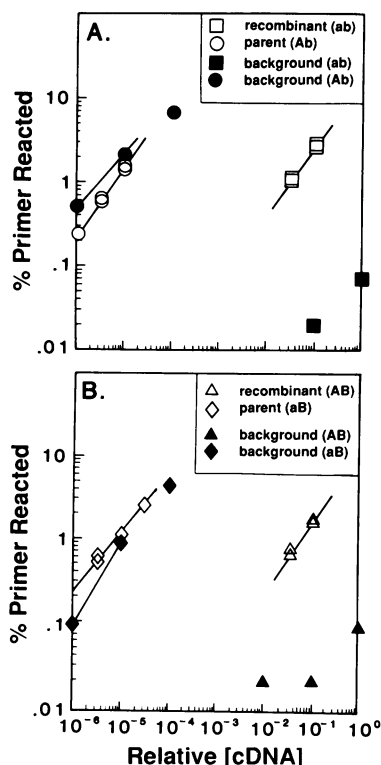 A.
recombinant (ab)
parent (Ab)
background (ab)
background (Ab)
% Primer Reacted
10
1
.1
.01
B.
recombinant (AB)
parent (aB)
background (AB)
background (aB)
% Primer Reacted
10
1
.1
.01
10⁻⁶ 10⁻⁵ 10⁻⁴ 10⁻³ 10⁻² 10⁻¹ 10⁰
Relative [cDNA]